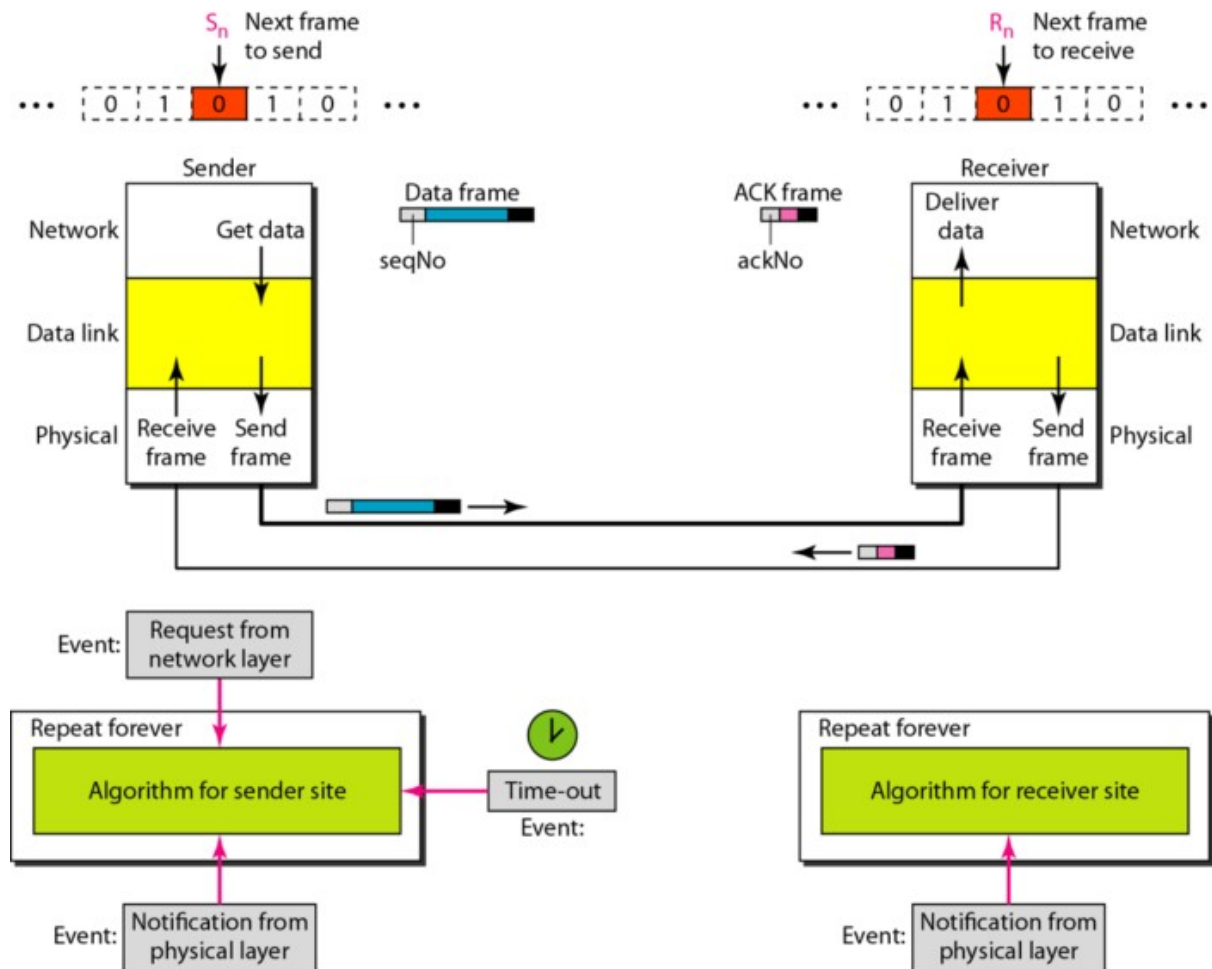 Sn Next frame
to send
Rn Next frame
to receive
... 0 1 0 1 0 ...
... 0 1 0 1 0 ...
Sender
Receiver
Data frame
seqNo
ACK frame
ackNo
Network
Get data
Deliver
data
Network
Data link
Data link
Physical
Receive
frame
Send
frame
Receive
frame
Send
frame
Physical
Event:
Request from
network layer
Repeat forever
Algorithm for sender site
Time-out
Event:
Event:
Notification from
physical layer
Repeat forever
Algorithm for receiver site
Event:
Notification from
physical layer